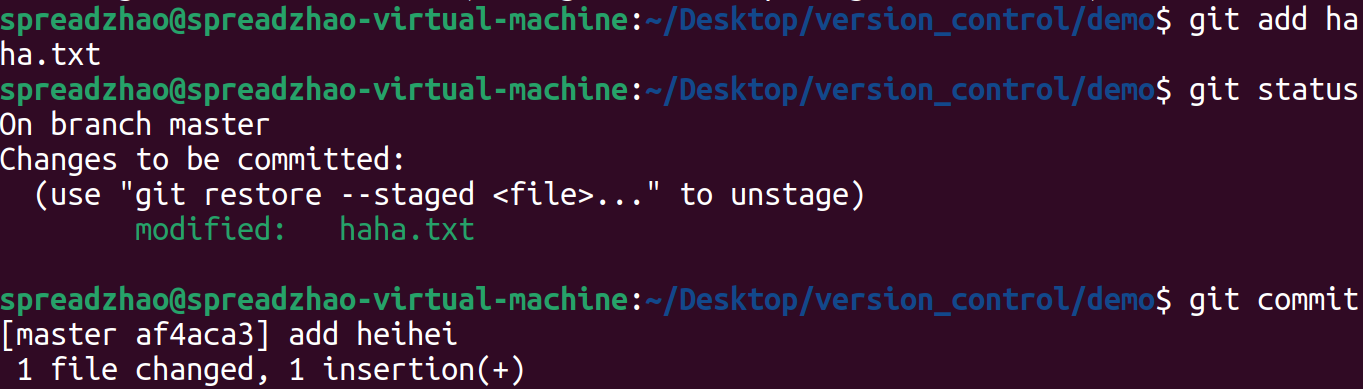 spreadzhao@spreadzhao-virtual-machine:~/Desktop/version_control/demo$ git add ha
ha.txt
spreadzhao@spreadzhao-virtual-machine:~/Desktop/version_control/demo$ git status
On branch master
Changes to be committed:
  (use "git restore --staged <file>..." to unstage)
        modified:   haha.txt

spreadzhao@spreadzhao-virtual-machine:~/Desktop/version_control/demo$ git commit
[master af4aca3] add heihei
 1 file changed, 1 insertion(+)